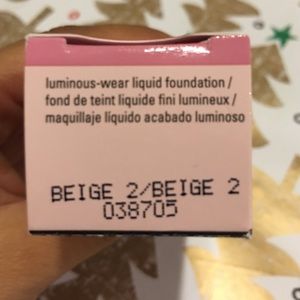 luminous-wear liquid foundation /
fond de teint liquide fini lumineux /
maquillaje líquido acabado luminoso
BEIGE 2/BEIGE 2
038705